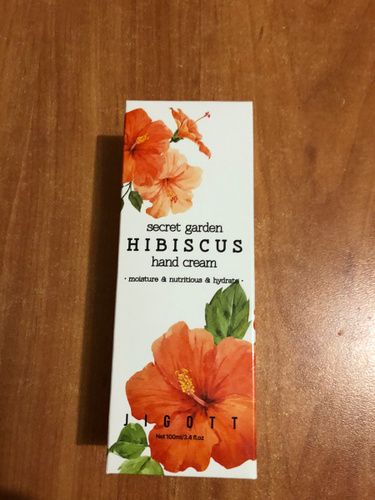 secret garden
HIBISCUS
hand cream
· moisture & nutritious & hydrate ·
JIGOTT
Net 100ml/3.4 fl.oz